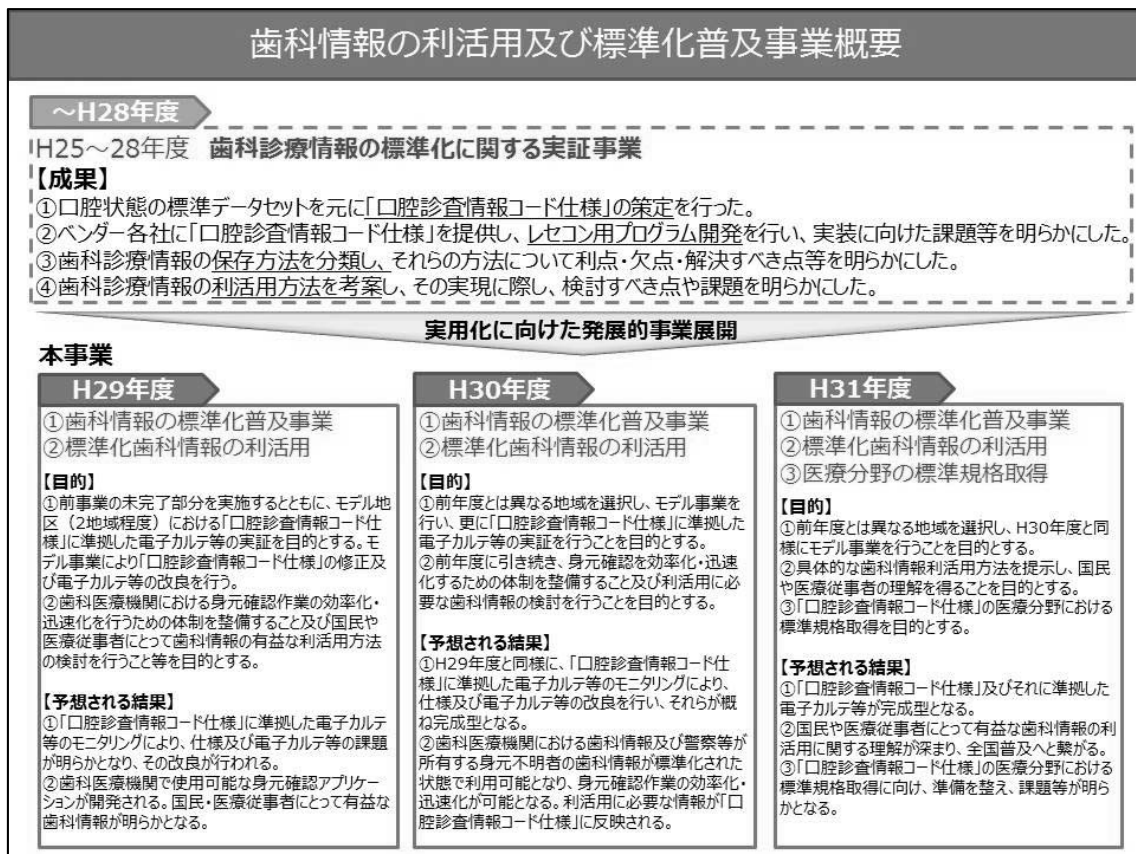 歯科情報の利活用及び標準化普及事業概要
～H28年度
H25～28年度 歯科診療情報の標準化に関する実証事業
【成果】
①口腔状態の標準データセットを元に「口腔診査情報コード仕様」の策定を行った。
②ベンダー各社に「口腔診査情報コード仕様」を提供し、レセコン用プログラム開発を行い、実装に向けた課題等を明らかにした。
③歯科診療情報の保存方法を分類し、それらの方法について利点・欠点・解決すべき点等を明らかにした。
④歯科診療情報の利活用方法を考案し、その実現に際し、検討すべき点や課題を明らかにした。
実用化に向けた発展的事業展開
本事業
H29年度
①歯科情報の標準化普及事業
②標準化歯科情報の利活用
【目的】
①前事業の未完了部分を実施するとともに、モデル地
区（2地域程度）における「口腔診査情報コード仕
様」に準拠した電子カルテ等の実証を目的とする。モ
デル事業により「口腔診査情報コード仕様」の修正及
び電子カルテ等の改良を行う。
②歯科医療機関における身元確認作業の効率化・
迅速化を行うための体制を整備すること及び国民や
医療従事者にとって歯科情報の有益な利活用方法
の検討を行うこと等を目的とする。
【予想される結果】
①「口腔診査情報コード仕様」に準拠した電子カルテ
等のモニタリングにより、仕様及び電子カルテ等の課題
が明らかとなり、その改良が行われる。
②歯科医療機関で使用可能な身元確認アプリケー
ションが開発される。国民・医療従事者にとって有益な
歯科情報が明らかとなる。
H30年度
①歯科情報の標準化普及事業
②標準化歯科情報の利活用
【目的】
①前年度とは異なる地域を選択し、モデル事業を
行い、更に「口腔診査情報コード仕様」に準拠した
電子カルテ等の実証を行うことを目的とする。
②前年度に引き続き、身元確認を効率化・迅速
化するための体制を整備すること及び利活用に必
要な歯科情報の検討を行うことを目的とする。
【予想される結果】
①H29年度と同様に、「口腔診査情報コード仕
様」に準拠した電子カルテ等のモニタリングにより、
仕様及び電子カルテ等の改良を行い、それらが概
ね完成型となる。
②歯科医療機関における歯科情報及び警察等が
所有する身元不明者の歯科情報が標準化された
状態で利用可能となり、身元確認作業の効率化・
迅速化が可能となる。利活用に必要な情報が「口
腔診査情報コード仕様」に反映される。
H31年度
①歯科情報の標準化普及事業
②標準化歯科情報の利活用
③医療分野の標準規格取得
【目的】
①前年度とは異なる地域を選択し、H30年度と同
様にモデル事業を行うことを目的とする。
②具体的な歯科情報利活用方法を提示し、国民
や医療従事者の理解を得ることを目的とする。
③「口腔診査情報コード仕様」の医療分野における
標準規格取得を目的とする。
【予想される結果】
①「口腔診査情報コード仕様」及びそれに準拠した
電子カルテ等が完成型となる。
②国民や医療従事者にとって有益な歯科情報の利
活用に関する理解が深まり、全国普及へと繋がる。
③「口腔診査情報コード仕様」の医療分野における
標準規格取得に向け、準備を整え、課題等が明ら
かとなる。